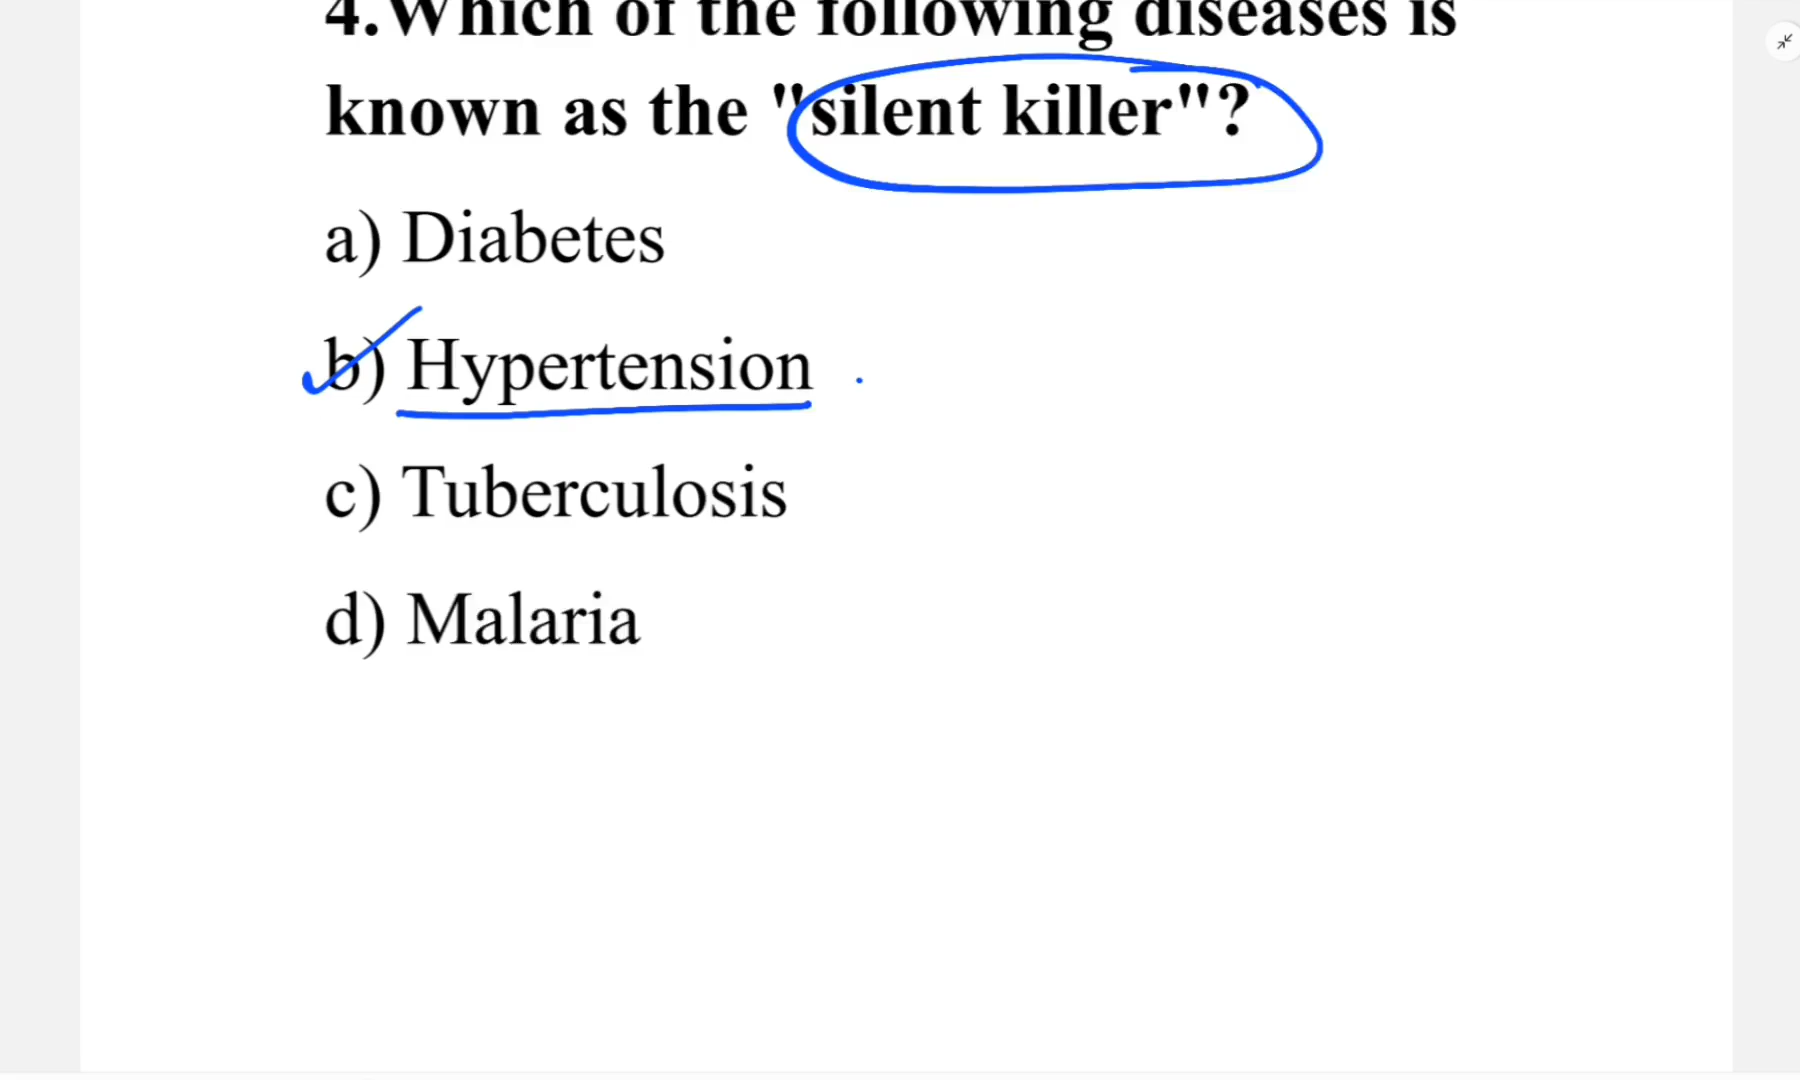 4.Which of the following diseases is
known as the "silent killer"?
a) Diabetes
b) Hypertension
c) Tuberculosis
d) Malaria